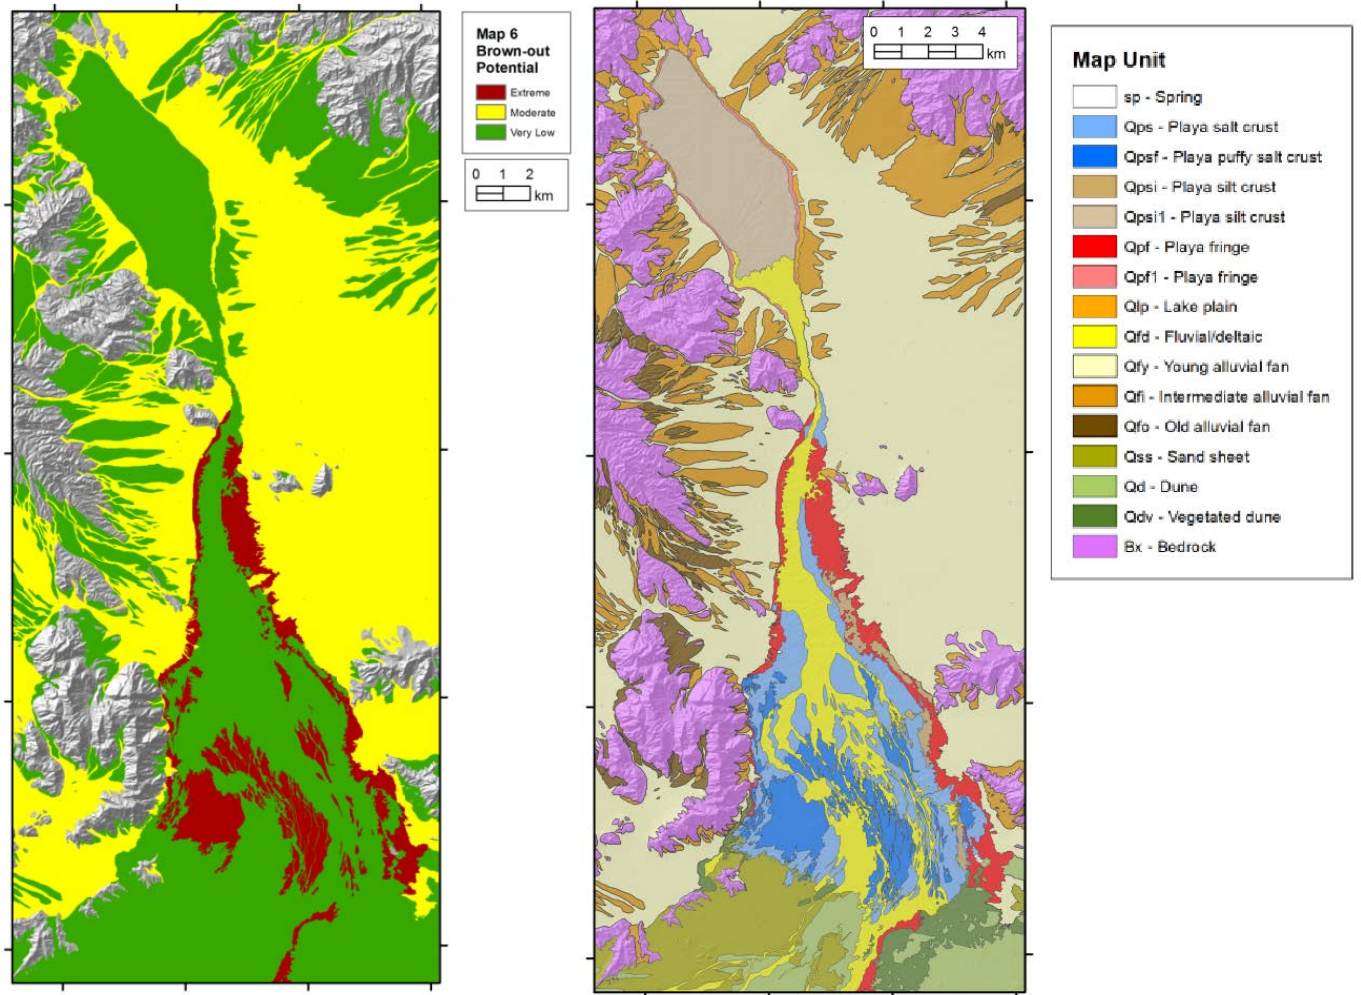 Map 6
Brown-out
Potential
Extreme
Moderate
Very Low
0 1 2
km
0 1 2 3 4
km
Map Unit
sp - Spring
Qps - Playa salt crust
Qpsf - Playa puffy salt crust
Qpsi - Playa silt crust
Qpsi1 - Playa silt crust
Qpf - Playa fringe
Qpf1 - Playa fringe
Qlp - Lake plain
Qfd - Fluvial/deltaic
Qfy - Young alluvial fan
Qfi - Intermediate alluvial fan
Qfo - Old alluvial fan
Qss - Sand sheet
Qd - Dune
Qdv - Vegetated dune
Bx - Bedrock